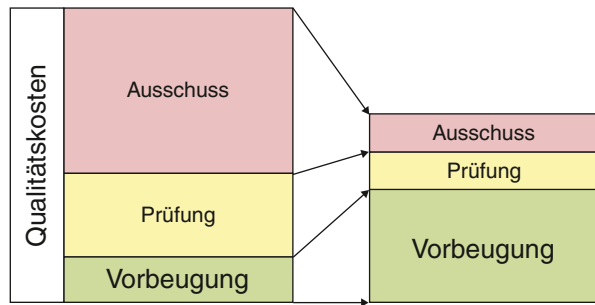 Qualitätskosten
Ausschuss
Prüfung
Vorbeugung
Ausschuss
Prüfung
Vorbeugung